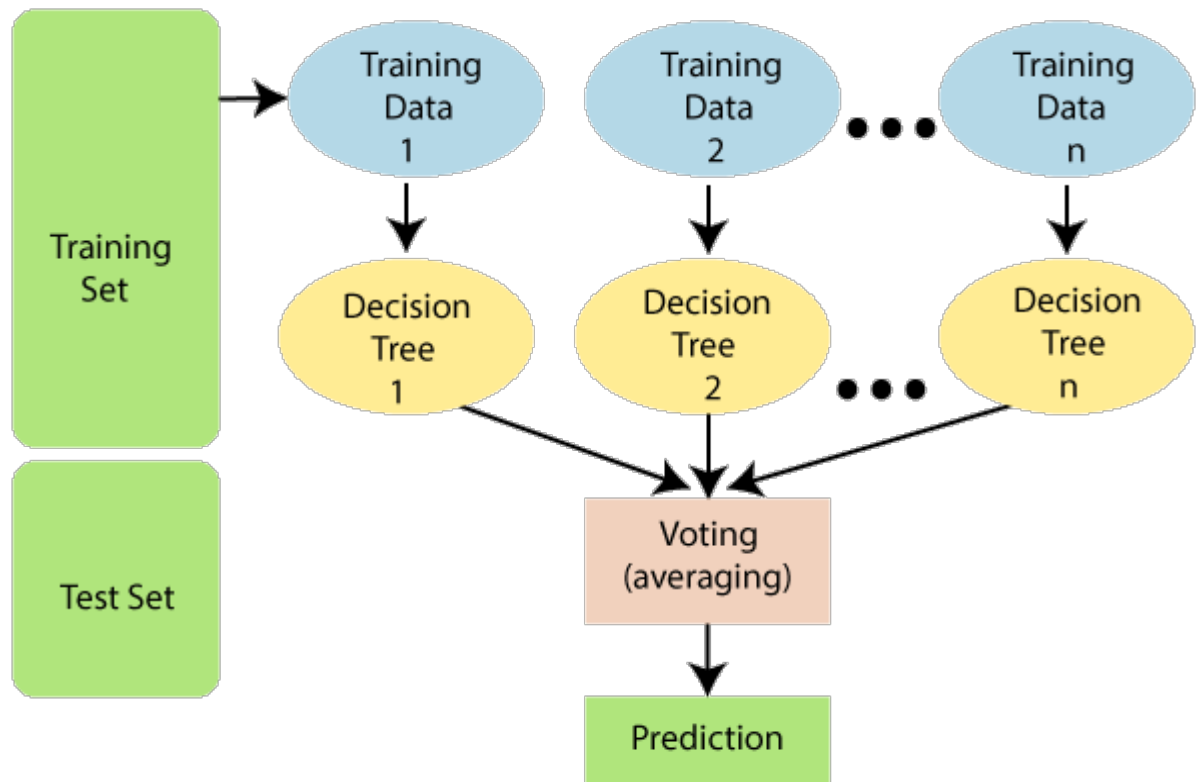 Training
Data
1
Training
Data
2
Training
Data
n
Training
Set
Decision
Tree
1
Decision
Tree
2
Decision
Tree
n
Voting
(averaging)
Test Set
Prediction